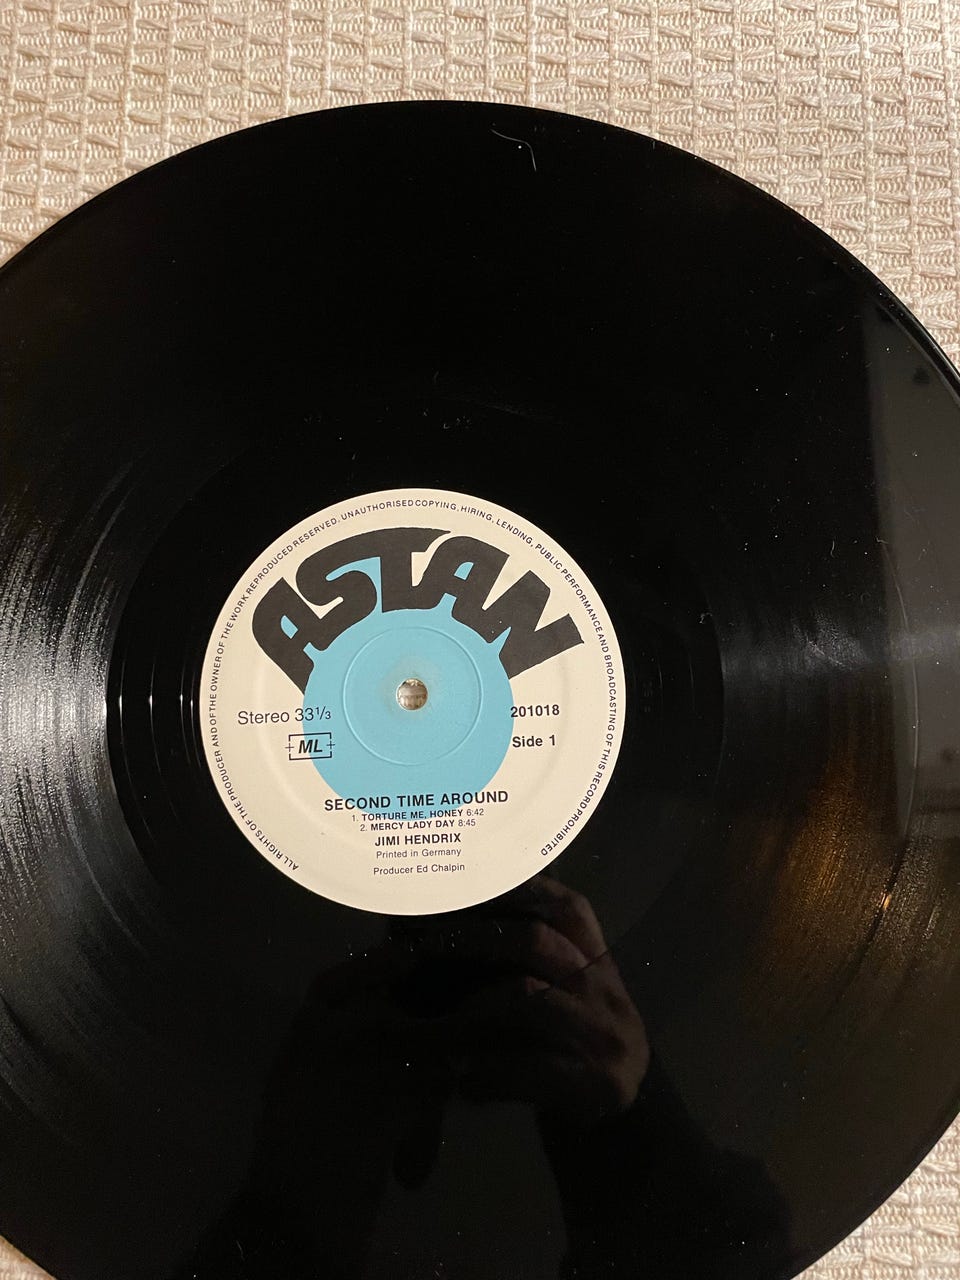 ALL RIGHTS OF THE PRODUCER AND OF THE OWNER OF THE WORK REPRODUCED RESERVED. UNAUTHORISED COPYING, HIRING, LENDING, PUBLIC PERFORMANCE AND BROADCASTING OF THIS RECORD PROHIBITED
ASTAN
Stereo 33 1/3
201018
ML
Side 1
SECOND TIME AROUND
1. TORTURE ME, HONEY 6:42
2. MERCY LADY DAY 8:45
JIMI HENDRIX
Printed in Germany
Producer Ed Chalpin